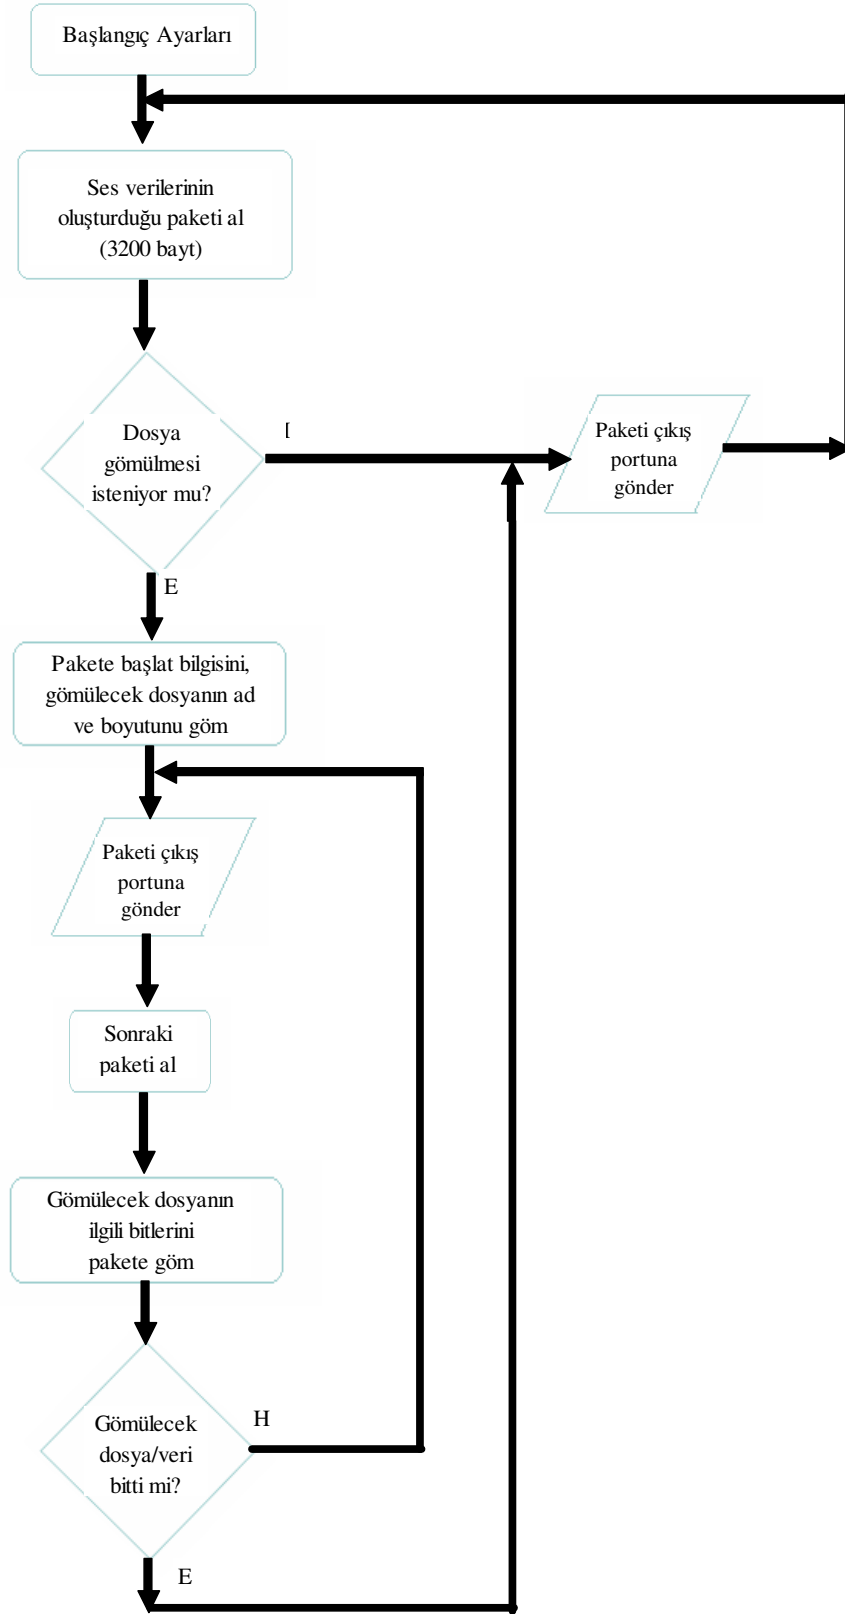 Başlangıç Ayarları
Ses verilerinin
oluşturduğu paketi al
(3200 bayt)
Dosya
gömülmesi
isteniyor mu?
Paketi çıkış
portuna
gönder
E
Pakete başlat bilgisini,
gömülecek dosyanın ad
ve boyutunu göm
Paketi çıkış
portuna
gönder
Sonraki
paketi al
Gömülecek dosyanın
ilgili bitlerini
pakete göm
Gömülecek
dosya/veri
bitti mi?
H
E